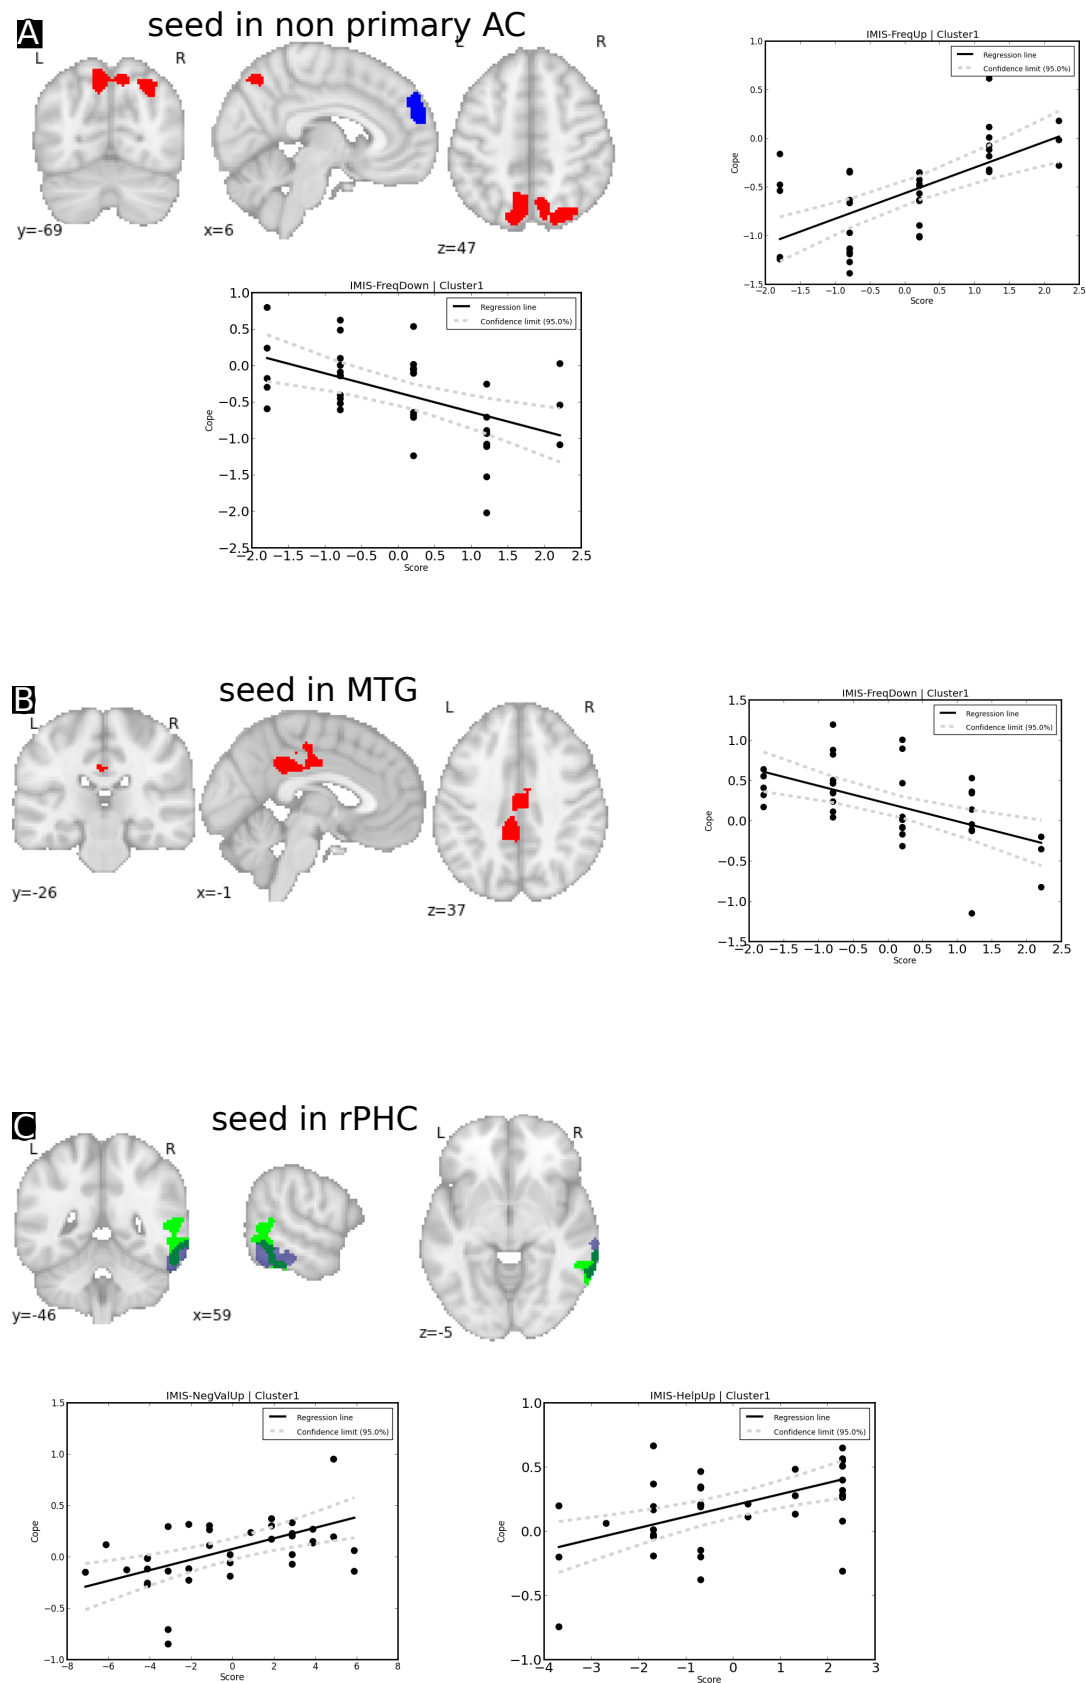 A
seed in non primary AC
L
R
L
R
y=-69
x=6
z=47
IMIS-FreqUp | Cluster1
Regression line
Confidence limit (95.0%)
1.0
0.5
0.0
−0.5
−1.0
−1.5
Cope
−2.0 −1.5 −1.0 −0.5 0.0 0.5 1.0 1.5 2.0 2.5
Score
IMIS-FreqDown | Cluster1
Regression line
Confidence limit (95.0%)
1.0
0.5
0.0
−0.5
−1.0
−1.5
−2.0
−2.5
Cope
−2.0 −1.5 −1.0 −0.5 0.0 0.5 1.0 1.5 2.0 2.5
Score
B
seed in MTG
L
R
L
R
y=-26
x=-1
z=37
IMIS-FreqDown | Cluster1
Regression line
Confidence limit (95.0%)
1.5
1.0
0.5
0.0
−0.5
−1.0
−1.5
Cope
−2.0 −1.5 −1.0 −0.5 0.0 0.5 1.0 1.5 2.0 2.5
Score
C
seed in rPHC
L
R
L
R
y=-46
x=59
z=-5
IMIS-NegValUp | Cluster1
Regression line
Confidence limit (95.0%)
1.5
1.0
0.5
0.0
−0.5
−1.0
Cope
−8 −6 −4 −2 0 2 4 6 8
Score
IMIS-HelpUp | Cluster1
Regression line
Confidence limit (95.0%)
1.0
0.5
0.0
−0.5
−1.0
Cope
−4 −3 −2 −1 0 1 2 3
Score